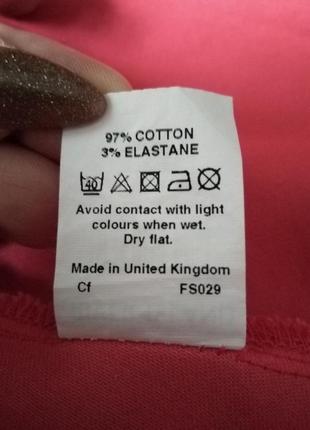 97% COTTON
3% ELASTANE
40
Avoid contact with light
colours when wet.
Dry flat.
Made in United Kingdom
Cf FS029